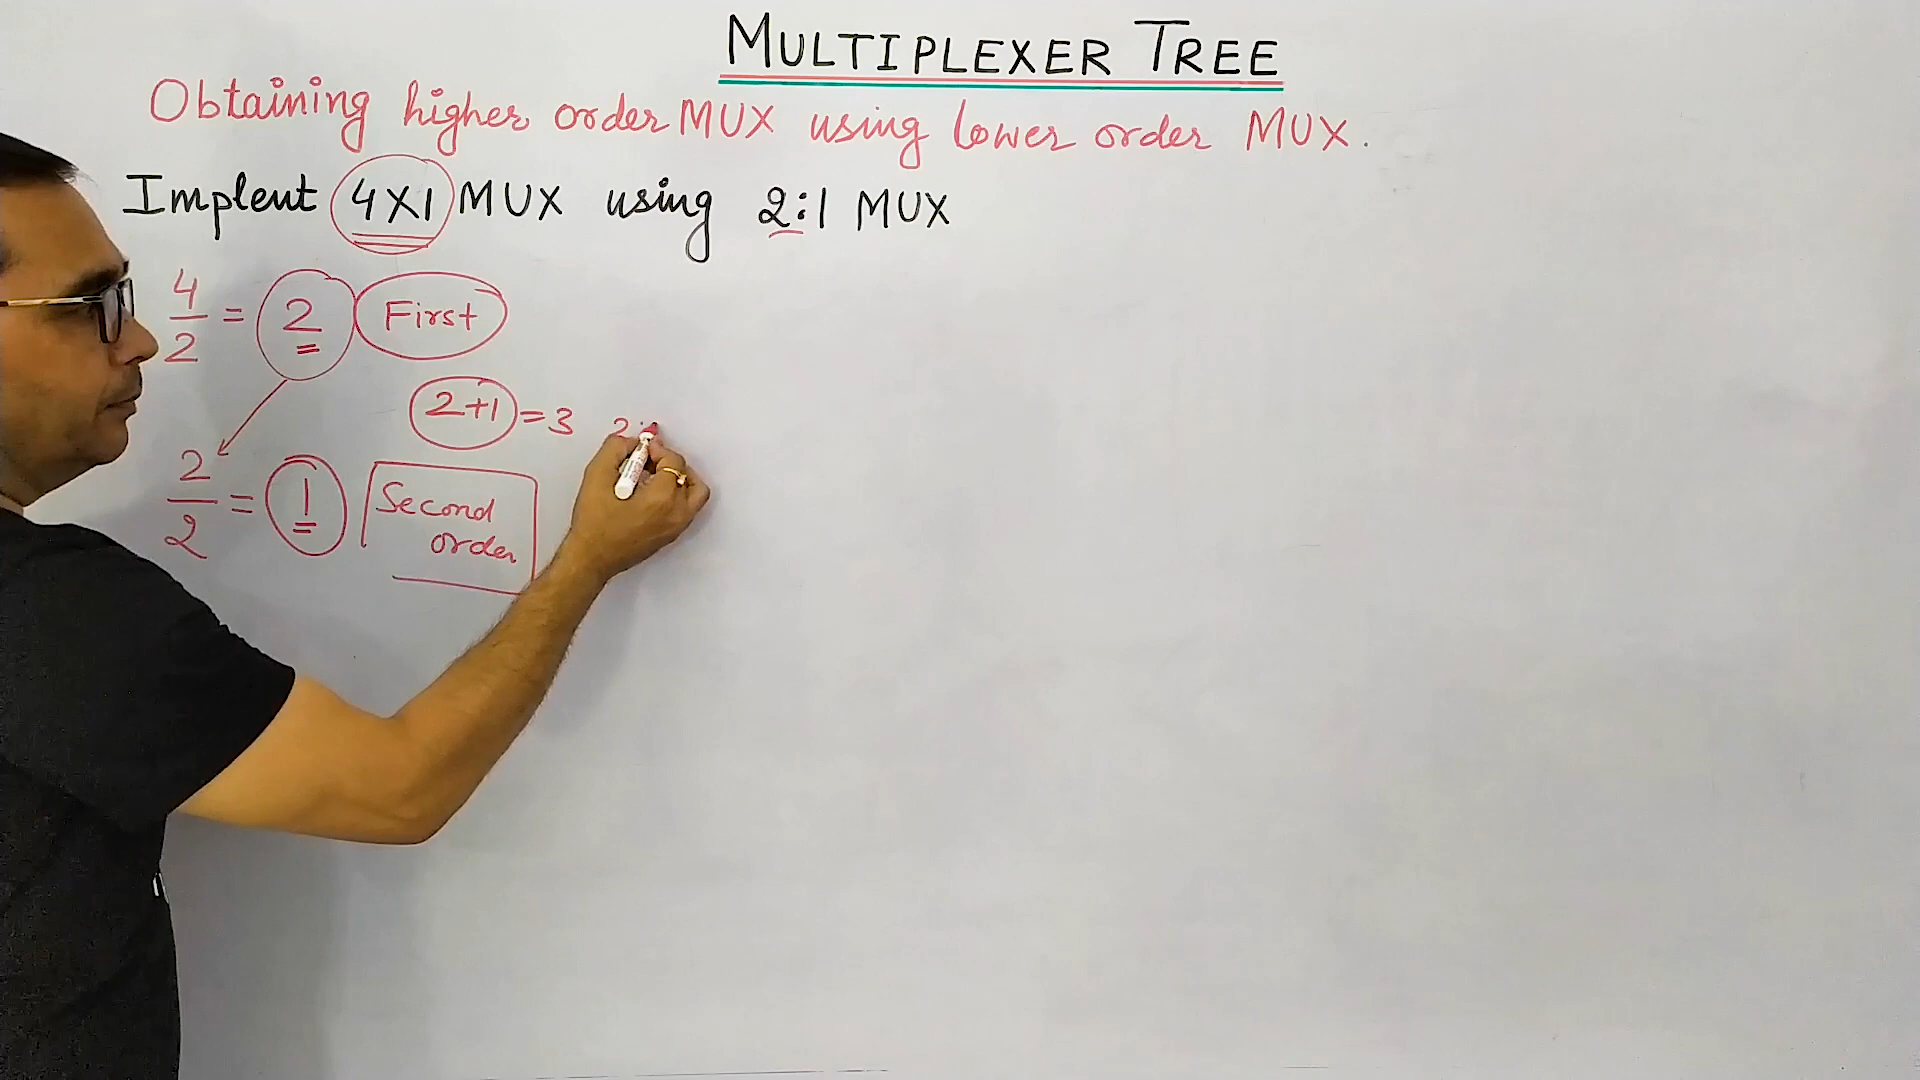 MULTIPLEXER TREE
Obtaining higher order MUX using lower order MUX.
Implent 4X1 MUX using 2:1 MUX
4/2 = 2 First
2+1 = 3 2:
2/2 = 1 Second
order